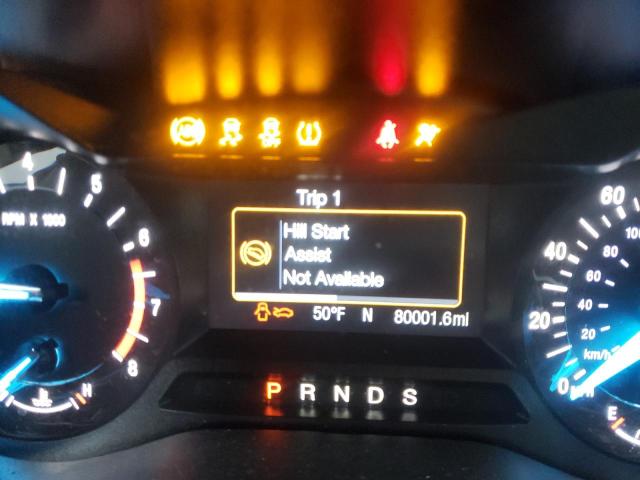 ABS
Trip 1
Hill Start
Assist
Not Available
50°F N 80001.6mi
P R N D S
4
5
6
7
8
RPM X 1000
H
60
40
20
0
100
80
60
40
20
km/h
E